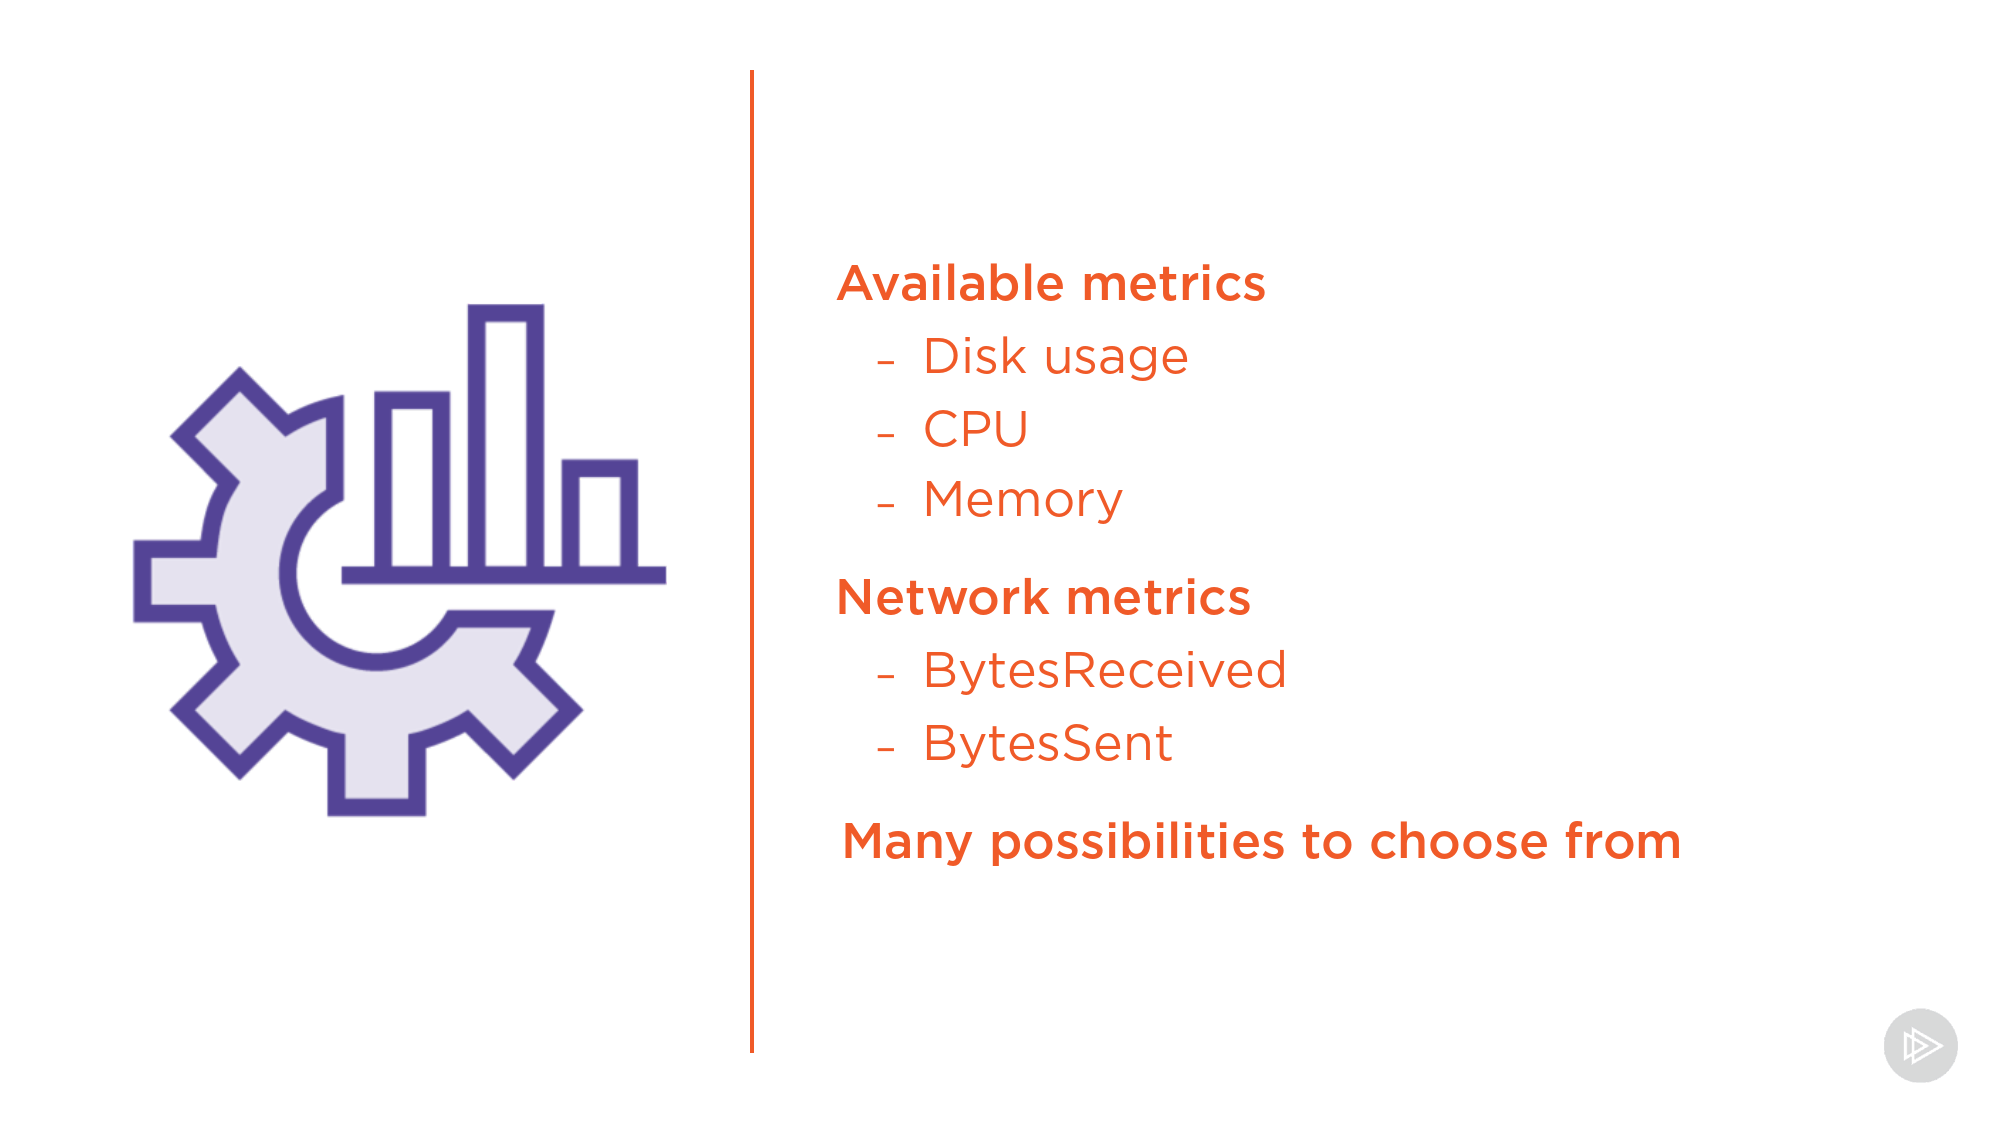 Available metrics
– Disk usage
– CPU
– Memory
Network metrics
– BytesReceived
– BytesSent
Many possibilities to choose from